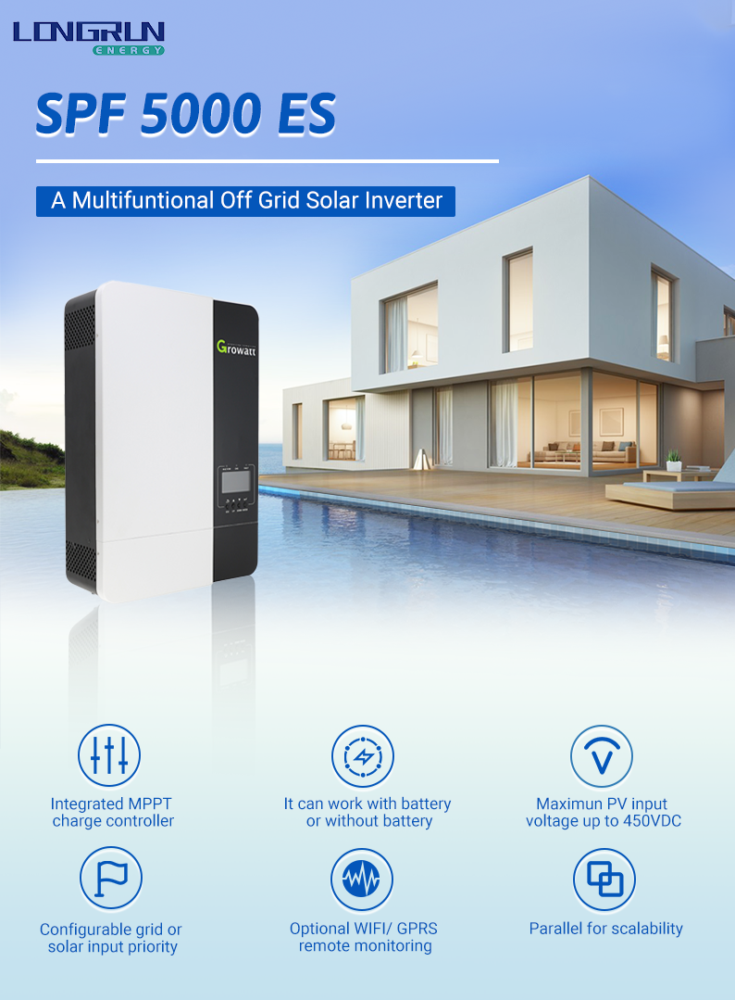 LONGRUN
ENERGY
SPF 5000 ES
A Multifuntional Off Grid Solar Inverter
Growatt
Integrated MPPT
charge controller
It can work with battery
or without battery
Maximun PV input
voltage up to 450VDC
Configurable grid or
solar input priority
Optional WIFI/ GPRS
remote monitoring
Parallel for scalability